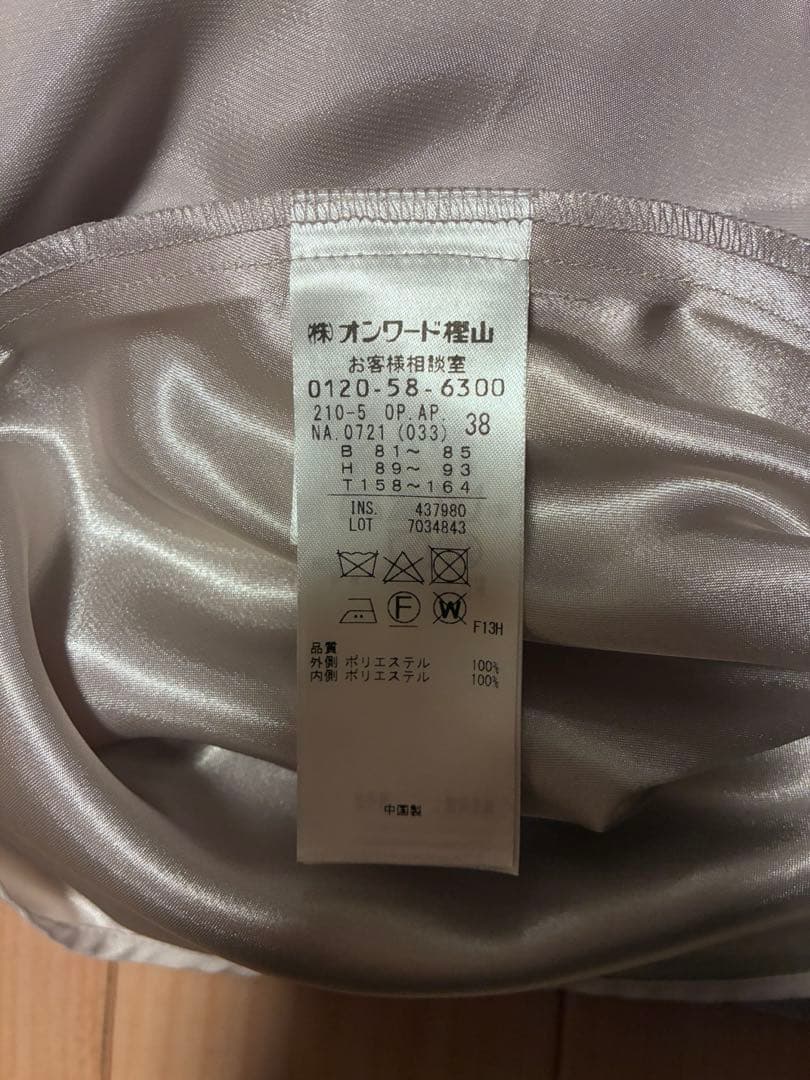 ㈱オンワード樫山
お客様相談室
0120-58-6300
210-5 OP.AP. 38
NA.0721 (033)
B 81～ 85
H 89～ 93
T158～164
INS. 437980
LOT 7034843
F W
F13H
品質
外側 ポリエステル 100%
内側 ポリエステル 100%
中国製